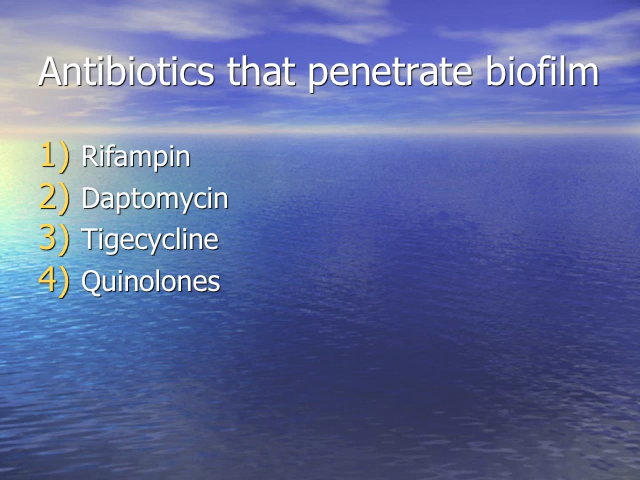 Antibiotics that penetrate biofilm
1) Rifampin
2) Daptomycin
3) Tigecycline
4) Quinolones